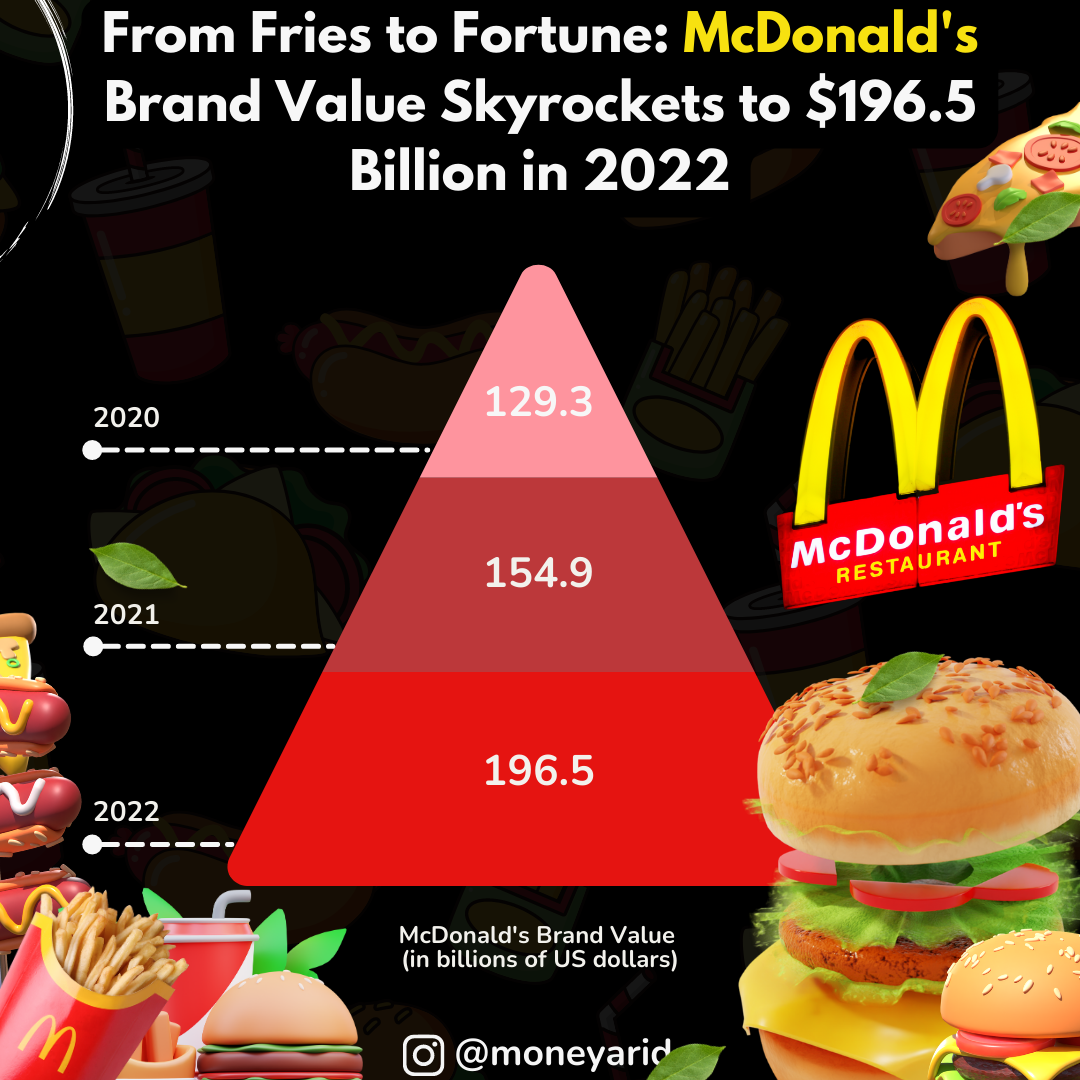 From Fries to Fortune: McDonald's
Brand Value Skyrockets to $196.5
Billion in 2022
129.3
2020
McDonald's
RESTAURANT
154.9
2021
196.5
2022
McDonald's Brand Value
(in billions of US dollars)
@moneyarid